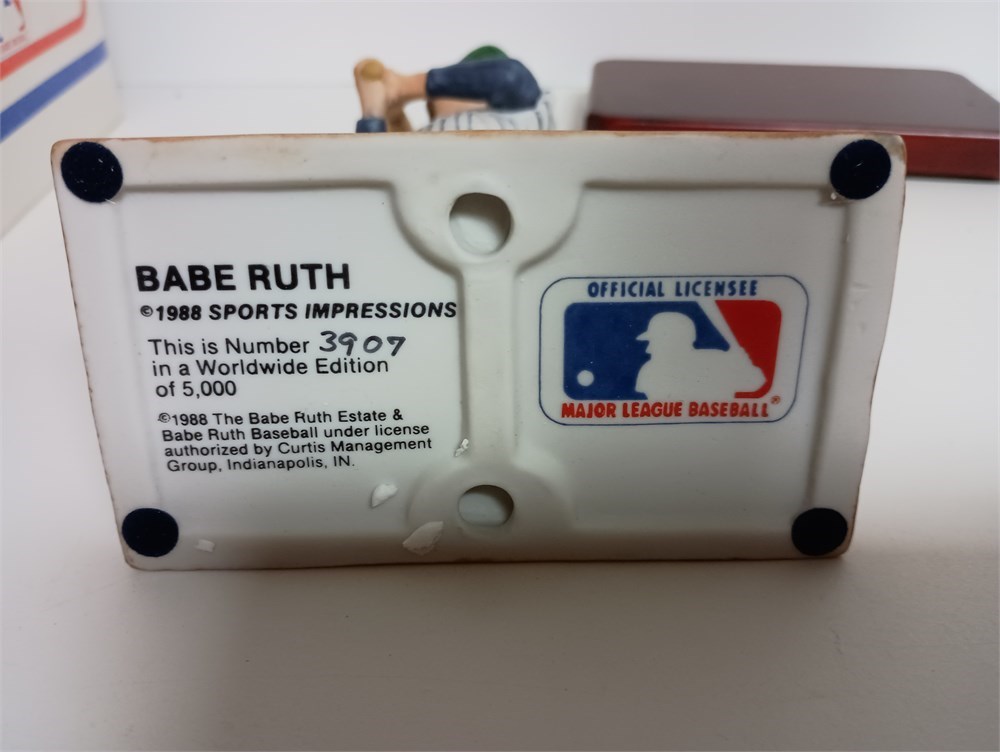 BABE RUTH
©1988 SPORTS IMPRESSIONS
This is Number 3907
in a Worldwide Edition
of 5,000
©1988 The Babe Ruth Estate &
Babe Ruth Baseball under license
authorized by Curtis Management
Group, Indianapolis, IN.
OFFICIAL LICENSEE
MAJOR LEAGUE BASEBALL®